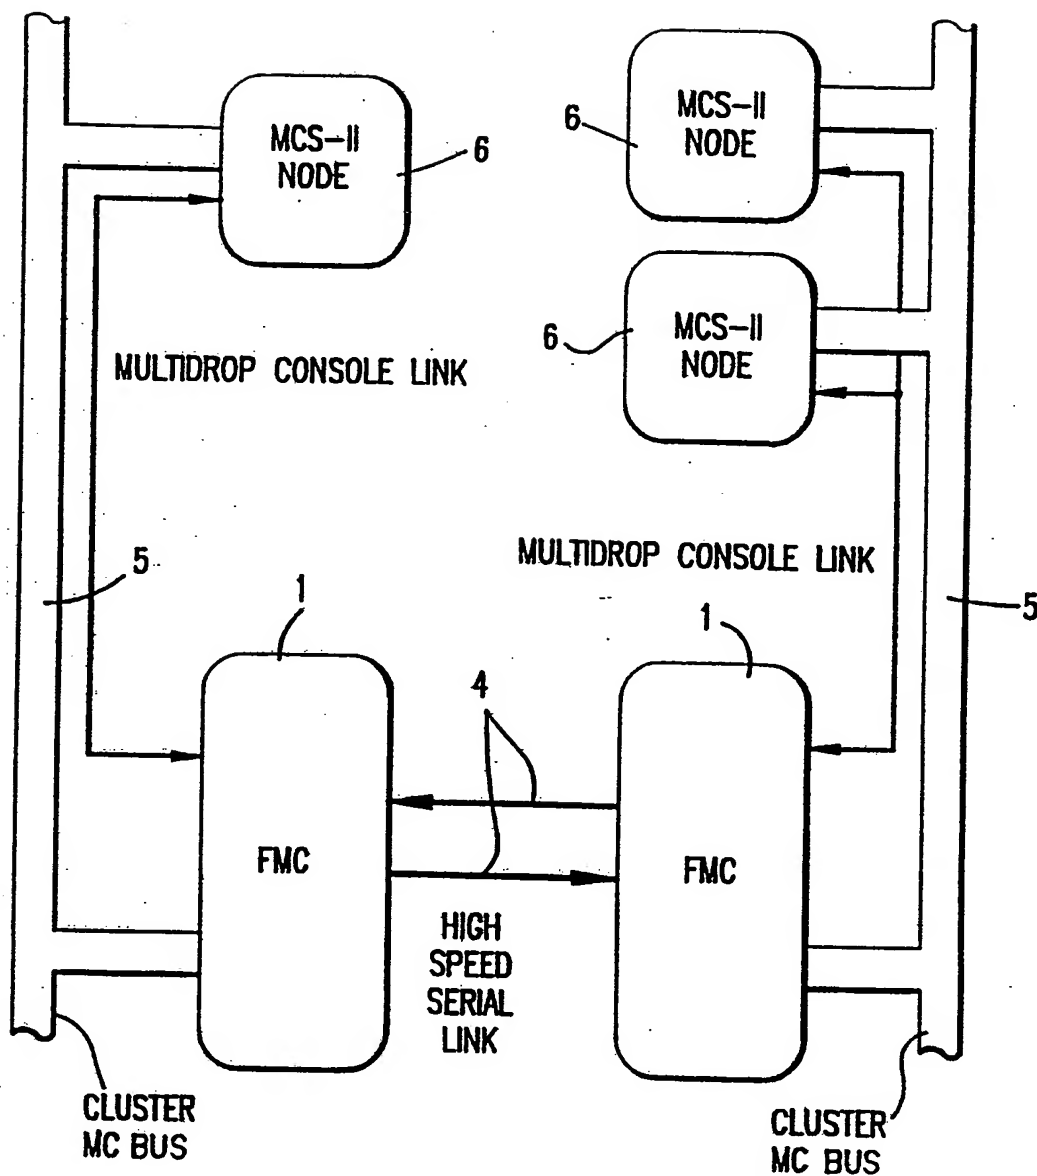 MCS-II
NODE
6
MCS-II
NODE
6
MCS-II
NODE
6
MULTIDROP CONSOLE LINK
MULTIDROP CONSOLE LINK
5
5
1
1
4
FMC
FMC
HIGH
SPEED
SERIAL
LINK
CLUSTER
MC BUS
CLUSTER
MC BUS